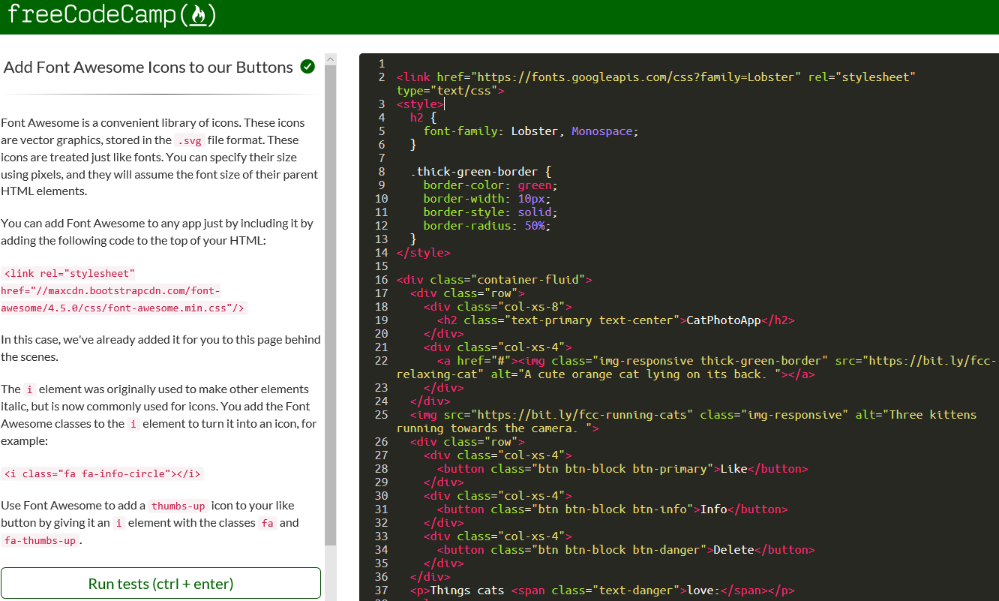 freeCodeCamp(🔥)
Add Font Awesome Icons to our Buttons
Font Awesome is a convenient library of icons. These icons
are vector graphics, stored in the .svg file format. These
icons are treated just like fonts. You can specify their size
using pixels, and they will assume the font size of their parent
HTML elements.
You can add Font Awesome to any app just by including it by
adding the following code to the top of your HTML:
<link rel="stylesheet"
href="//maxcdn.bootstrapcdn.com/font-
awesome/4.5.0/css/font-awesome.min.css"/>
In this case, we've already added it for you to this page behind
the scenes.
The i element was originally used to make other elements
italic, but is now commonly used for icons. You add the Font
Awesome classes to the i element to turn it into an icon, for
example:
<i class="fa fa-info-circle"></i>
Use Font Awesome to add a thumbs-up icon to your like
button by giving it an i element with the classes fa and
fa-thumbs-up.
Run tests (ctrl + enter)
1
2 <link href="https://fonts.googleapis.com/css?family=Lobster" rel="stylesheet"
type="text/css">
3 <style>
4 h2 {
5 font-family: Lobster, Monospace;
6 }
7
8 .thick-green-border {
9 border-color: green;
10 border-width: 10px;
11 border-style: solid;
12 border-radius: 50%;
13 }
14 </style>
15
16 <div class="container-fluid">
17 <div class="row">
18 <div class="col-xs-8">
19 <h2 class="text-primary text-center">CatPhotoApp</h2>
20 </div>
21 <div class="col-xs-4">
22 <a href="#"><img class="img-responsive thick-green-border" src="https://bit.ly/fcc-
relaxing-cat" alt="A cute orange cat lying on its back. "></a>
23 </div>
24 </div>
25 <img src="https://bit.ly/fcc-running-cats" class="img-responsive" alt="Three kittens
running towards the camera. ">
26 <div class="row">
27 <div class="col-xs-4">
28 <button class="btn btn-block btn-primary">Like</button>
29 </div>
30 <div class="col-xs-4">
31 <button class="btn btn-block btn-info">Info</button>
32 </div>
33 <div class="col-xs-4">
34 <button class="btn btn-block btn-danger">Delete</button>
35 </div>
36 </div>
37 <p>Things cats <span class="text-danger">love:</span></p>